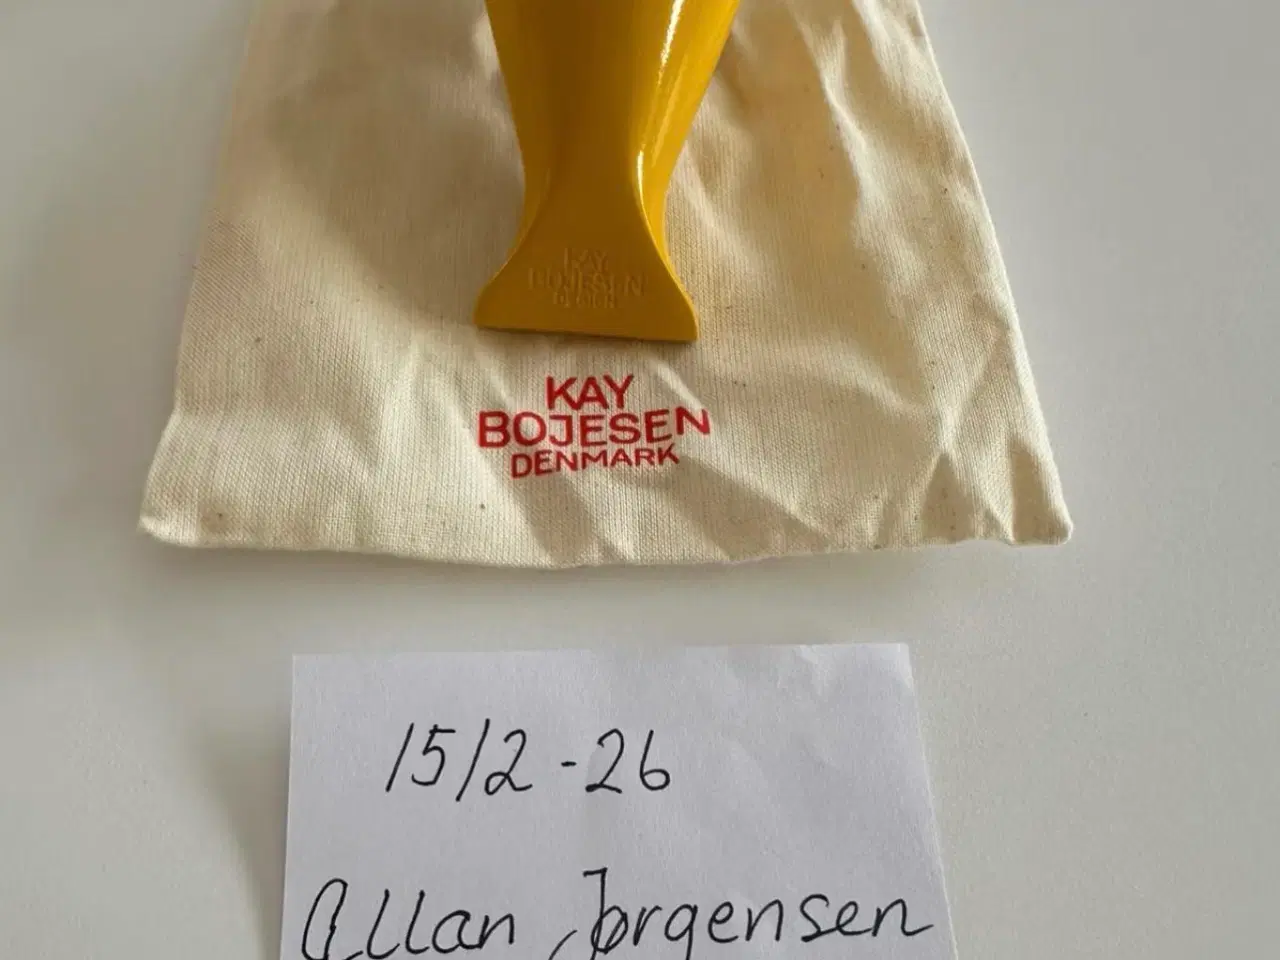 KAY
BOJESEN
DENMARK
KAY
BOJESEN
DENMARK
15/2-26
Allan Jørgensen